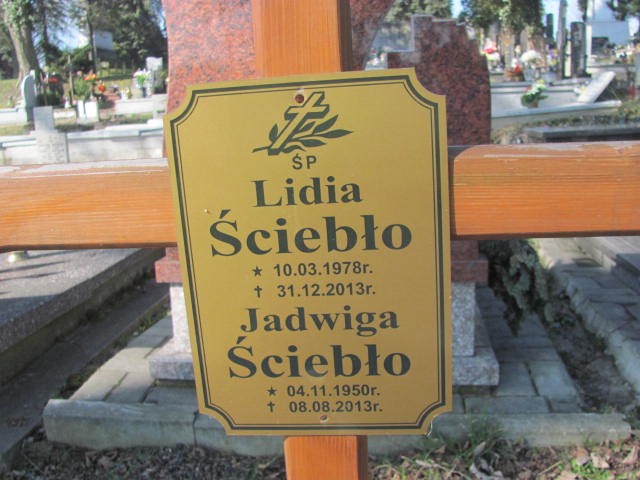 ŚP
Lidia
Ściebło
★ 10.03.1978r.
† 31.12.2013r.
Jadwiga
Ściebło
★ 04.11.1950r.
† 08.08.2013r.